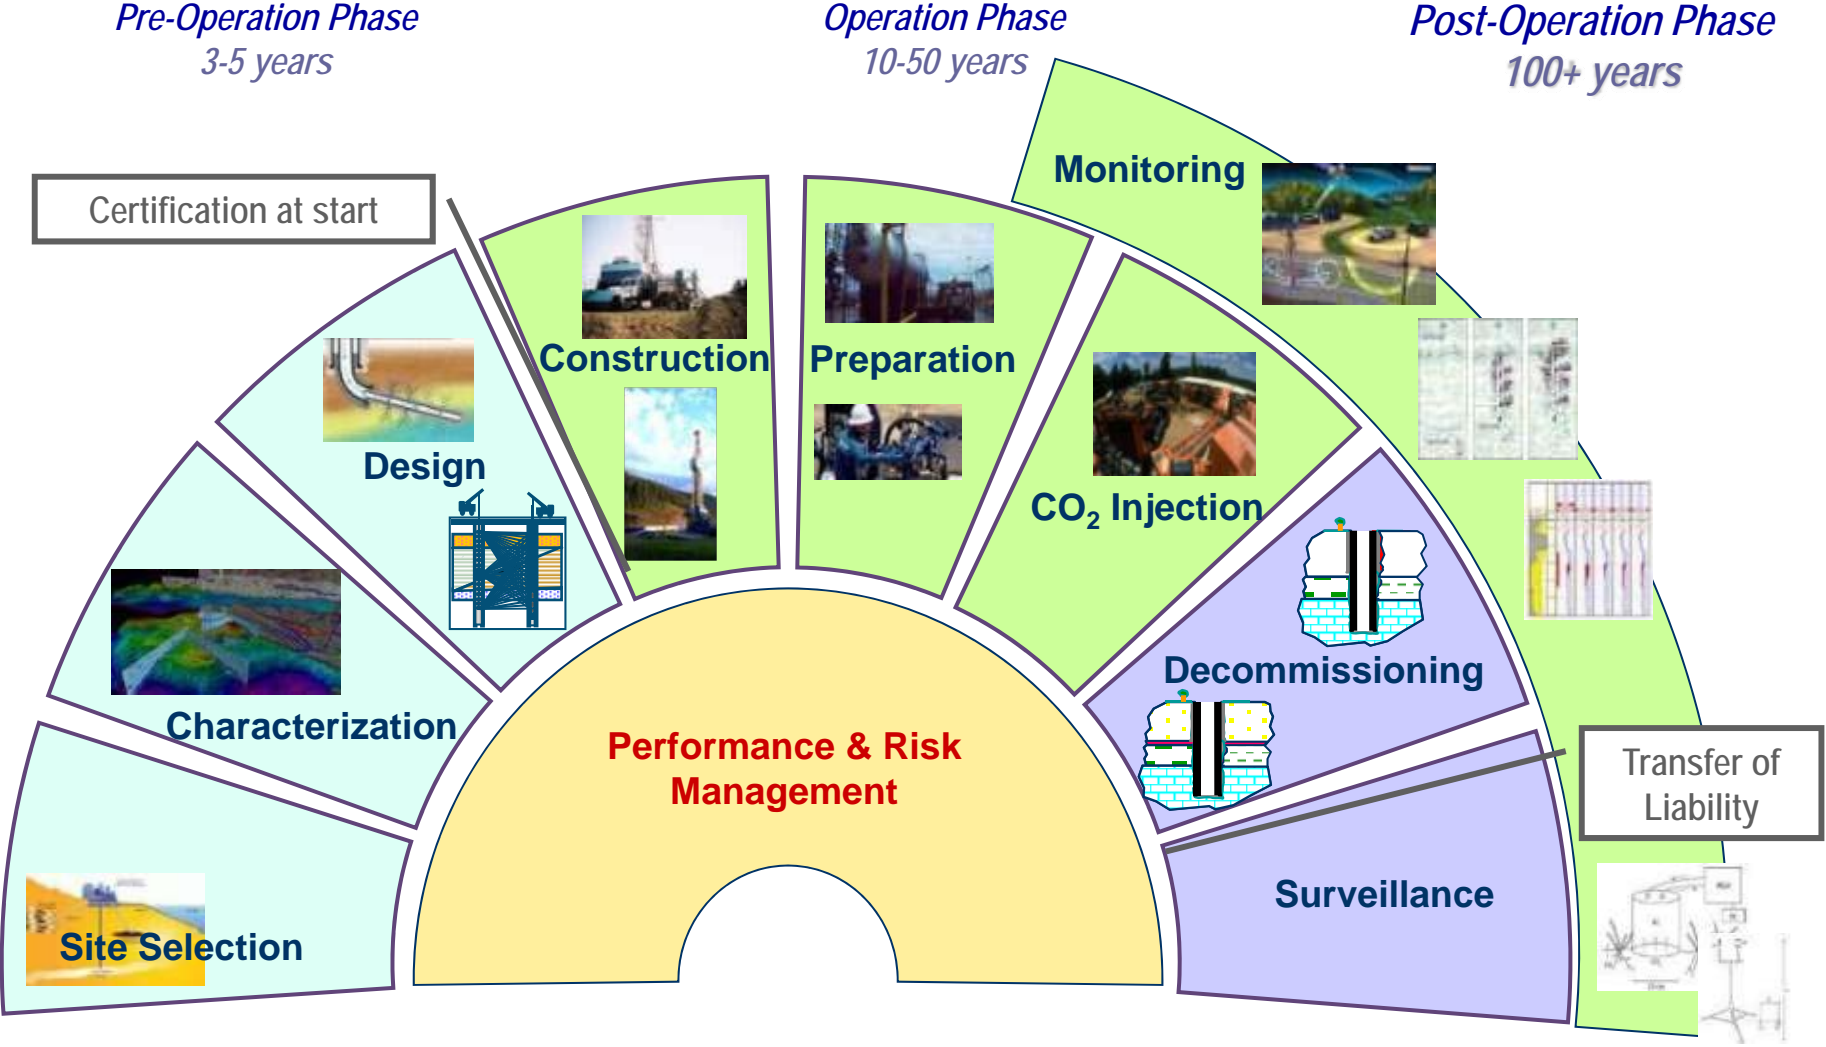 Pre-Operation Phase
3-5 years
Operation Phase
10-50 years
Post-Operation Phase
100+ years
Monitoring
Certification at start
Construction
Preparation
Design
CO₂ Injection
Decommissioning
Characterization
Performance & Risk
Management
Transfer of
Liability
Surveillance
Site Selection